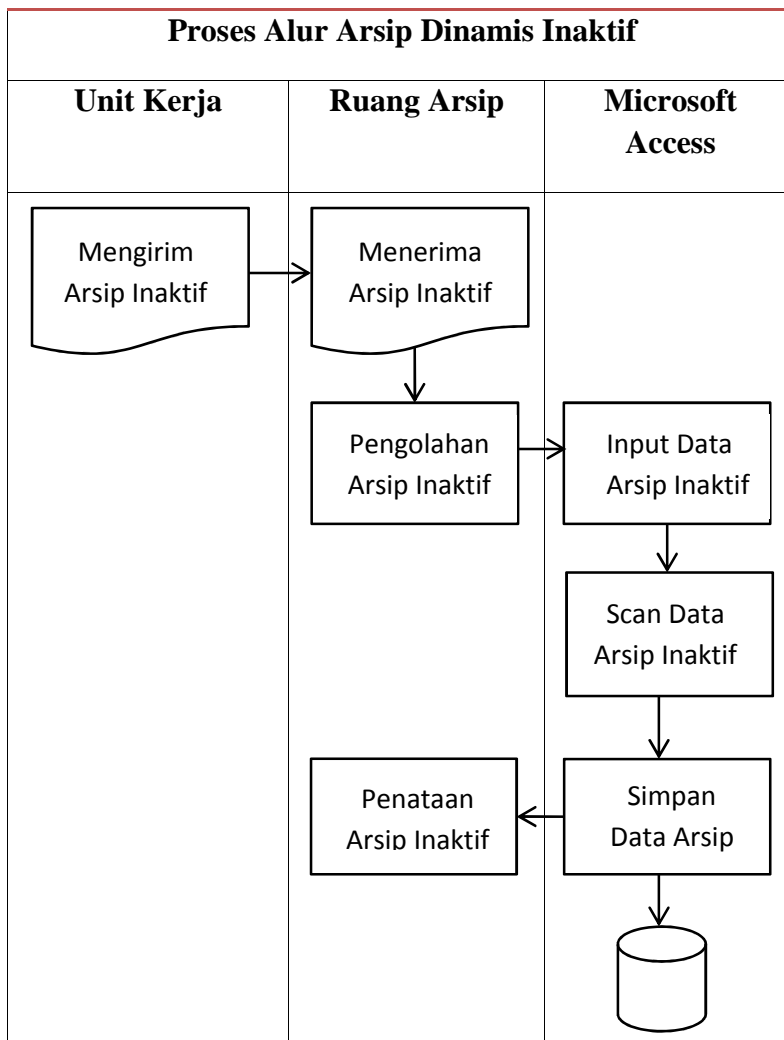 Proses Alur Arsip Dinamis Inaktif
Unit Kerja
Ruang Arsip
Microsoft
Access
Mengirim
Arsip Inaktif
Menerima
Arsip Inaktif
Pengolahan
Arsip Inaktif
Input Data
Arsip Inaktif
Scan Data
Arsip Inaktif
Penataan
Arsip Inaktif
Simpan
Data Arsip